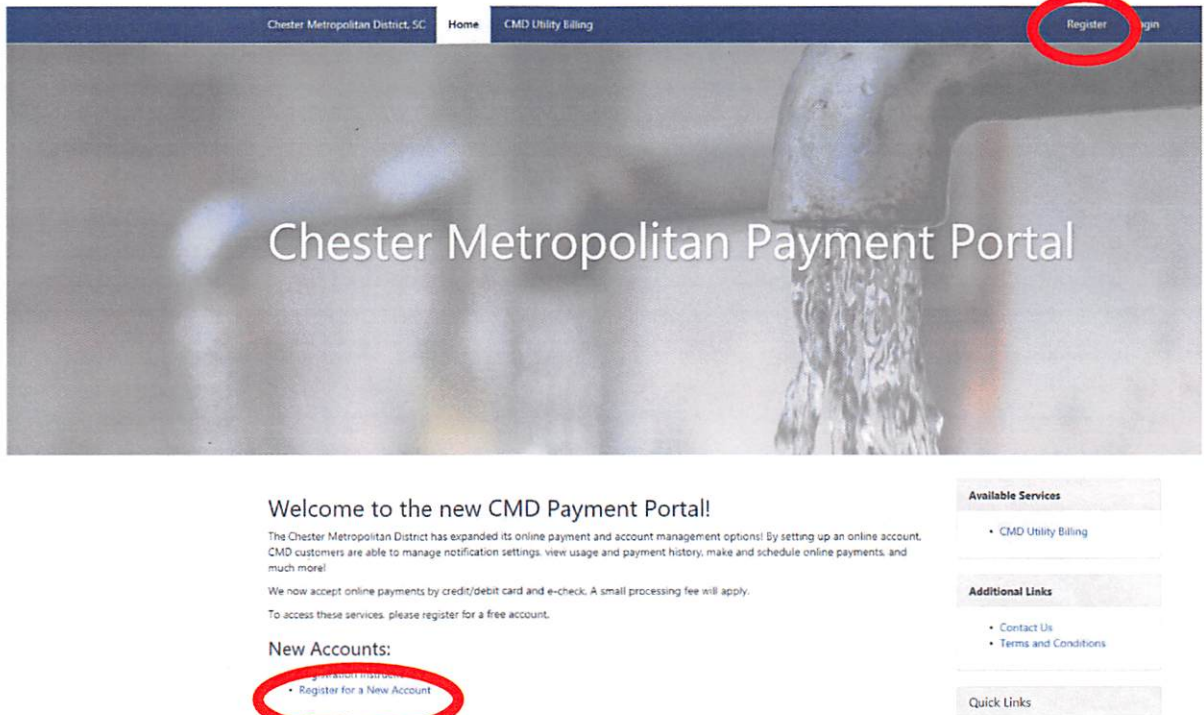 Chester Metropolitan District, SC Home CMD Utility Billing Register
Chester Metropolitan Payment Portal
Welcome to the new CMD Payment Portal!
The Chester Metropolitan District has expanded its online payment and account management options! By setting up an online account,
CMD customers are able to manage notification settings, view usage and payment history, make and schedule online payments, and
much more!
We now accept online payments by credit/debit card and e-check. A small processing fee will apply.
To access these services, please register for a free account.
New Accounts:
• Register for a New Account
Available Services
• CMD Utility Billing
Additional Links
• Contact Us
• Terms and Conditions
Quick Links